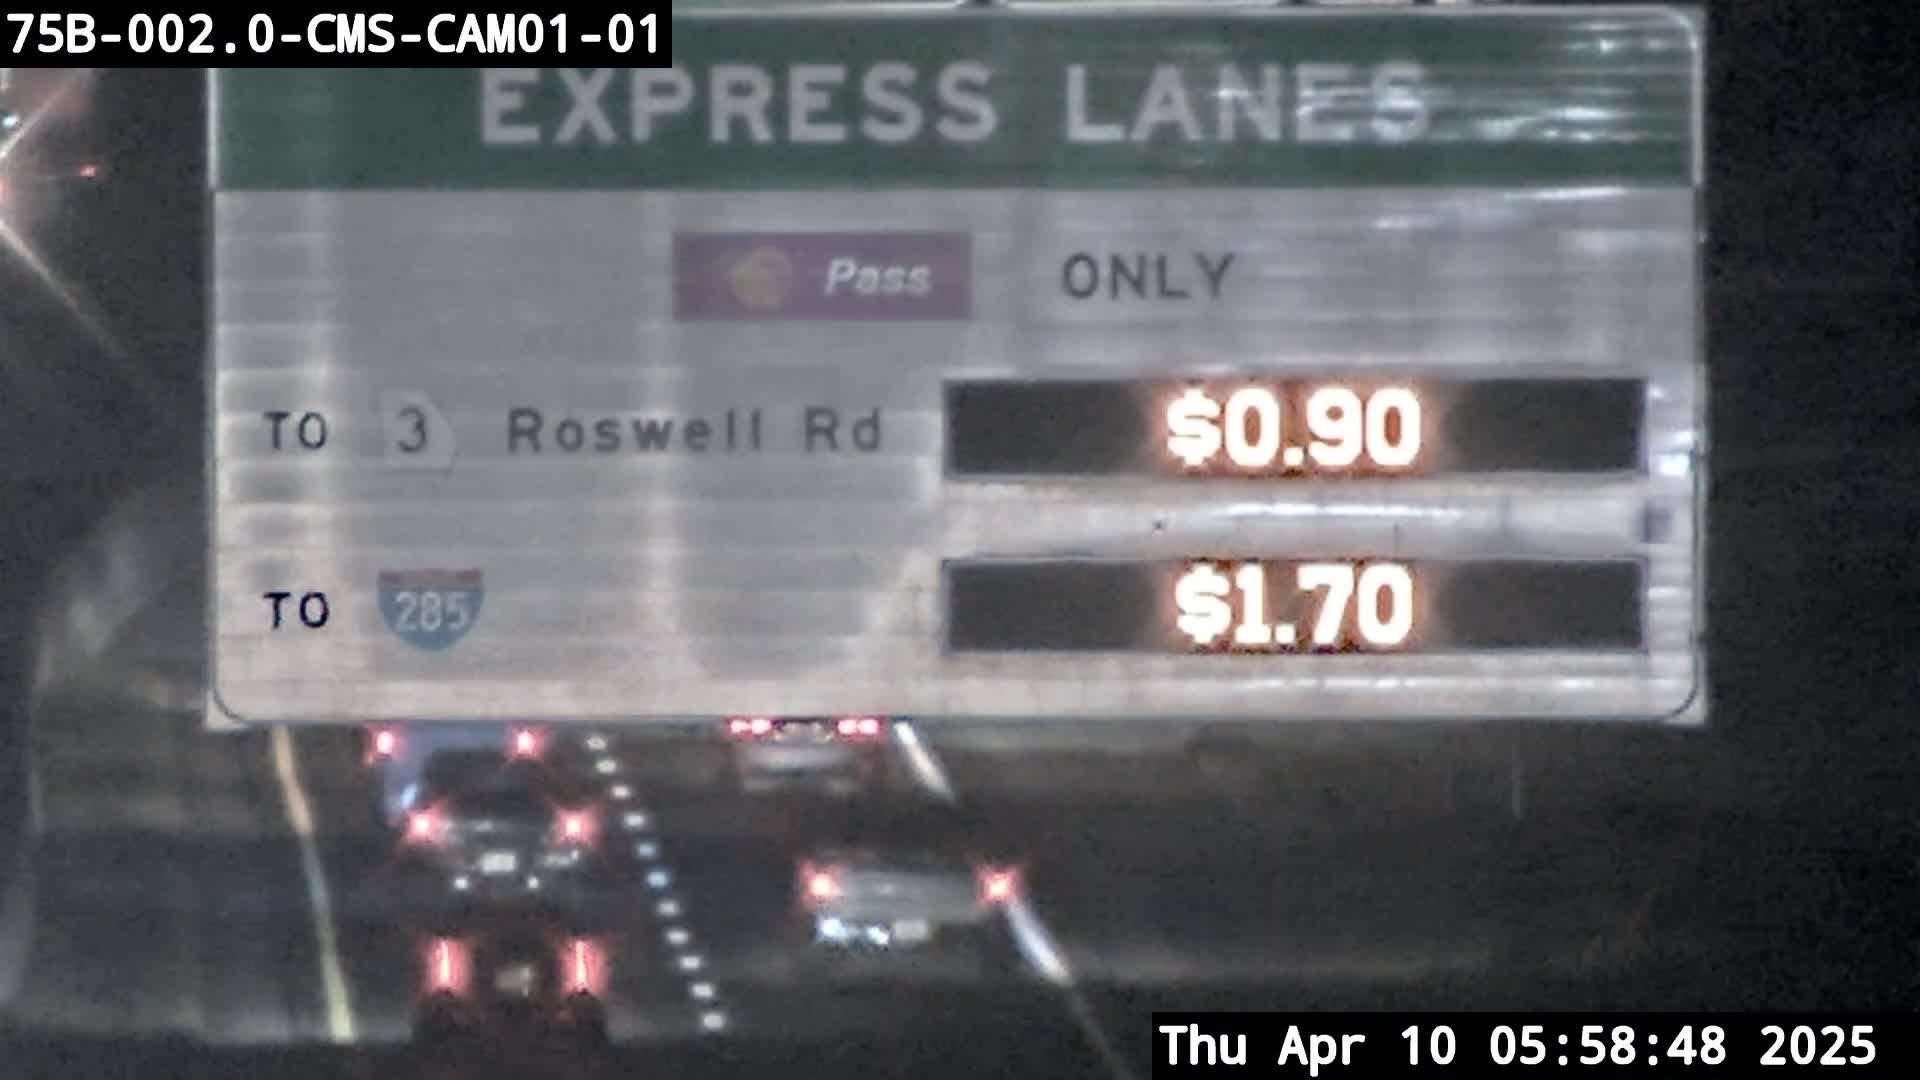 75B-002.0-CMS-CAM01-01
EXPRESS LANES
Pass ONLY
TO 3 Roswell Rd $0.90
TO 285 $1.70
Thu Apr 10 05:58:48 2025